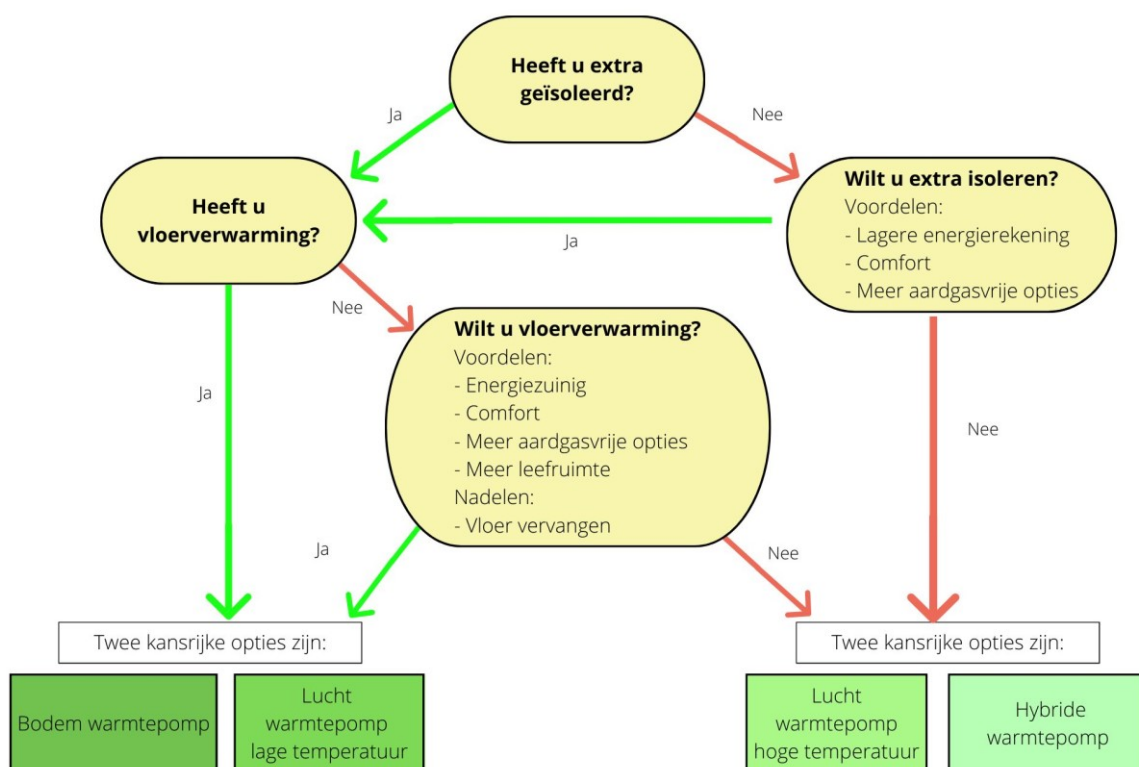 Heeft u extra
geïsoleerd?
Ja
Nee
Heeft u
vloerverwarming?
Wilt u extra isoleren?
Voordelen:
- Lagere energierekening
- Comfort
- Meer aardgasvrije opties
Ja
Nee
Wilt u vloerverwarming?
Voordelen:
- Energiezuinig
- Comfort
- Meer aardgasvrije opties
- Meer leefruimte
Nadelen:
- Vloer vervangen
Ja
Nee
Ja
Nee
Twee kansrijke opties zijn:
Bodem warmtepomp
Lucht
warmtepomp
lage temperatuur
Twee kansrijke opties zijn:
Lucht
warmtepomp
hoge temperatuur
Hybride
warmtepomp